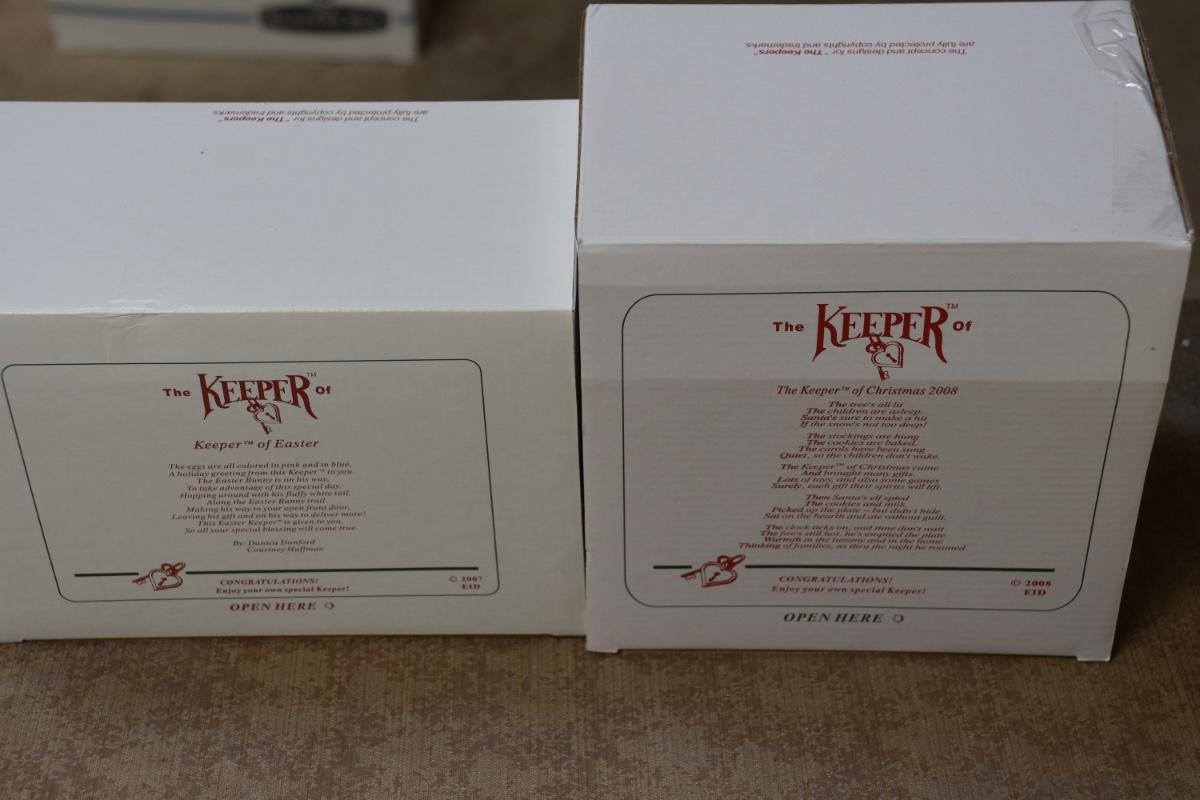 The concept and designs for "The Keepers"
are fully protected by copyrights and trademarks.
The KEEPER™ Of
Keeper™ of Easter
The eggs are all colored in pink and in blue,
A holiday greeting from this Keeper™ to you.
The Easter Bunny is on his way,
To take advantage of this special day.
Hopping around with his fluffy white tail,
Along the Easter Bunny trail.
Making his way to your open front door,
Leaving his gift and on his way to deliver more!
This Easter Keeper™ is given to you,
So all your special blessing will come true.
By: Danica Dunford
Courtney Huffman
CONGRATULATIONS!
Enjoy your own special Keeper!
© 2007
EID
OPEN HERE
The concept and designs for "The Keepers"
are fully protected by copyrights and trademarks.
The KEEPER™ Of
The Keeper™ of Christmas 2008
The tree's all lit
The children are asleep.
Santa's sure to make a hit
If the snow's not too deep!
The stockings are hung
The cookies are baked,
The carols have been sung
Quiet, so the children don't wake.
The Keeper™ of Christmas came
And brought many gifts.
Lots of toys, and also some games
Surely, each gift their spirits will lift.
Then Santa's elf spied
The cookies and milk,
Picked up the plate – but didn't hide
Sat on the hearth and ate without guilt.
The clock ticks on, and time don't wait
The fire's still hot, he's emptied the plate.
Warmth in the tummy and in the home
Thinking of families, as thru the night he roamed.
CONGRATULATIONS!
Enjoy your own special Keeper!
© 2008
EID
OPEN HERE